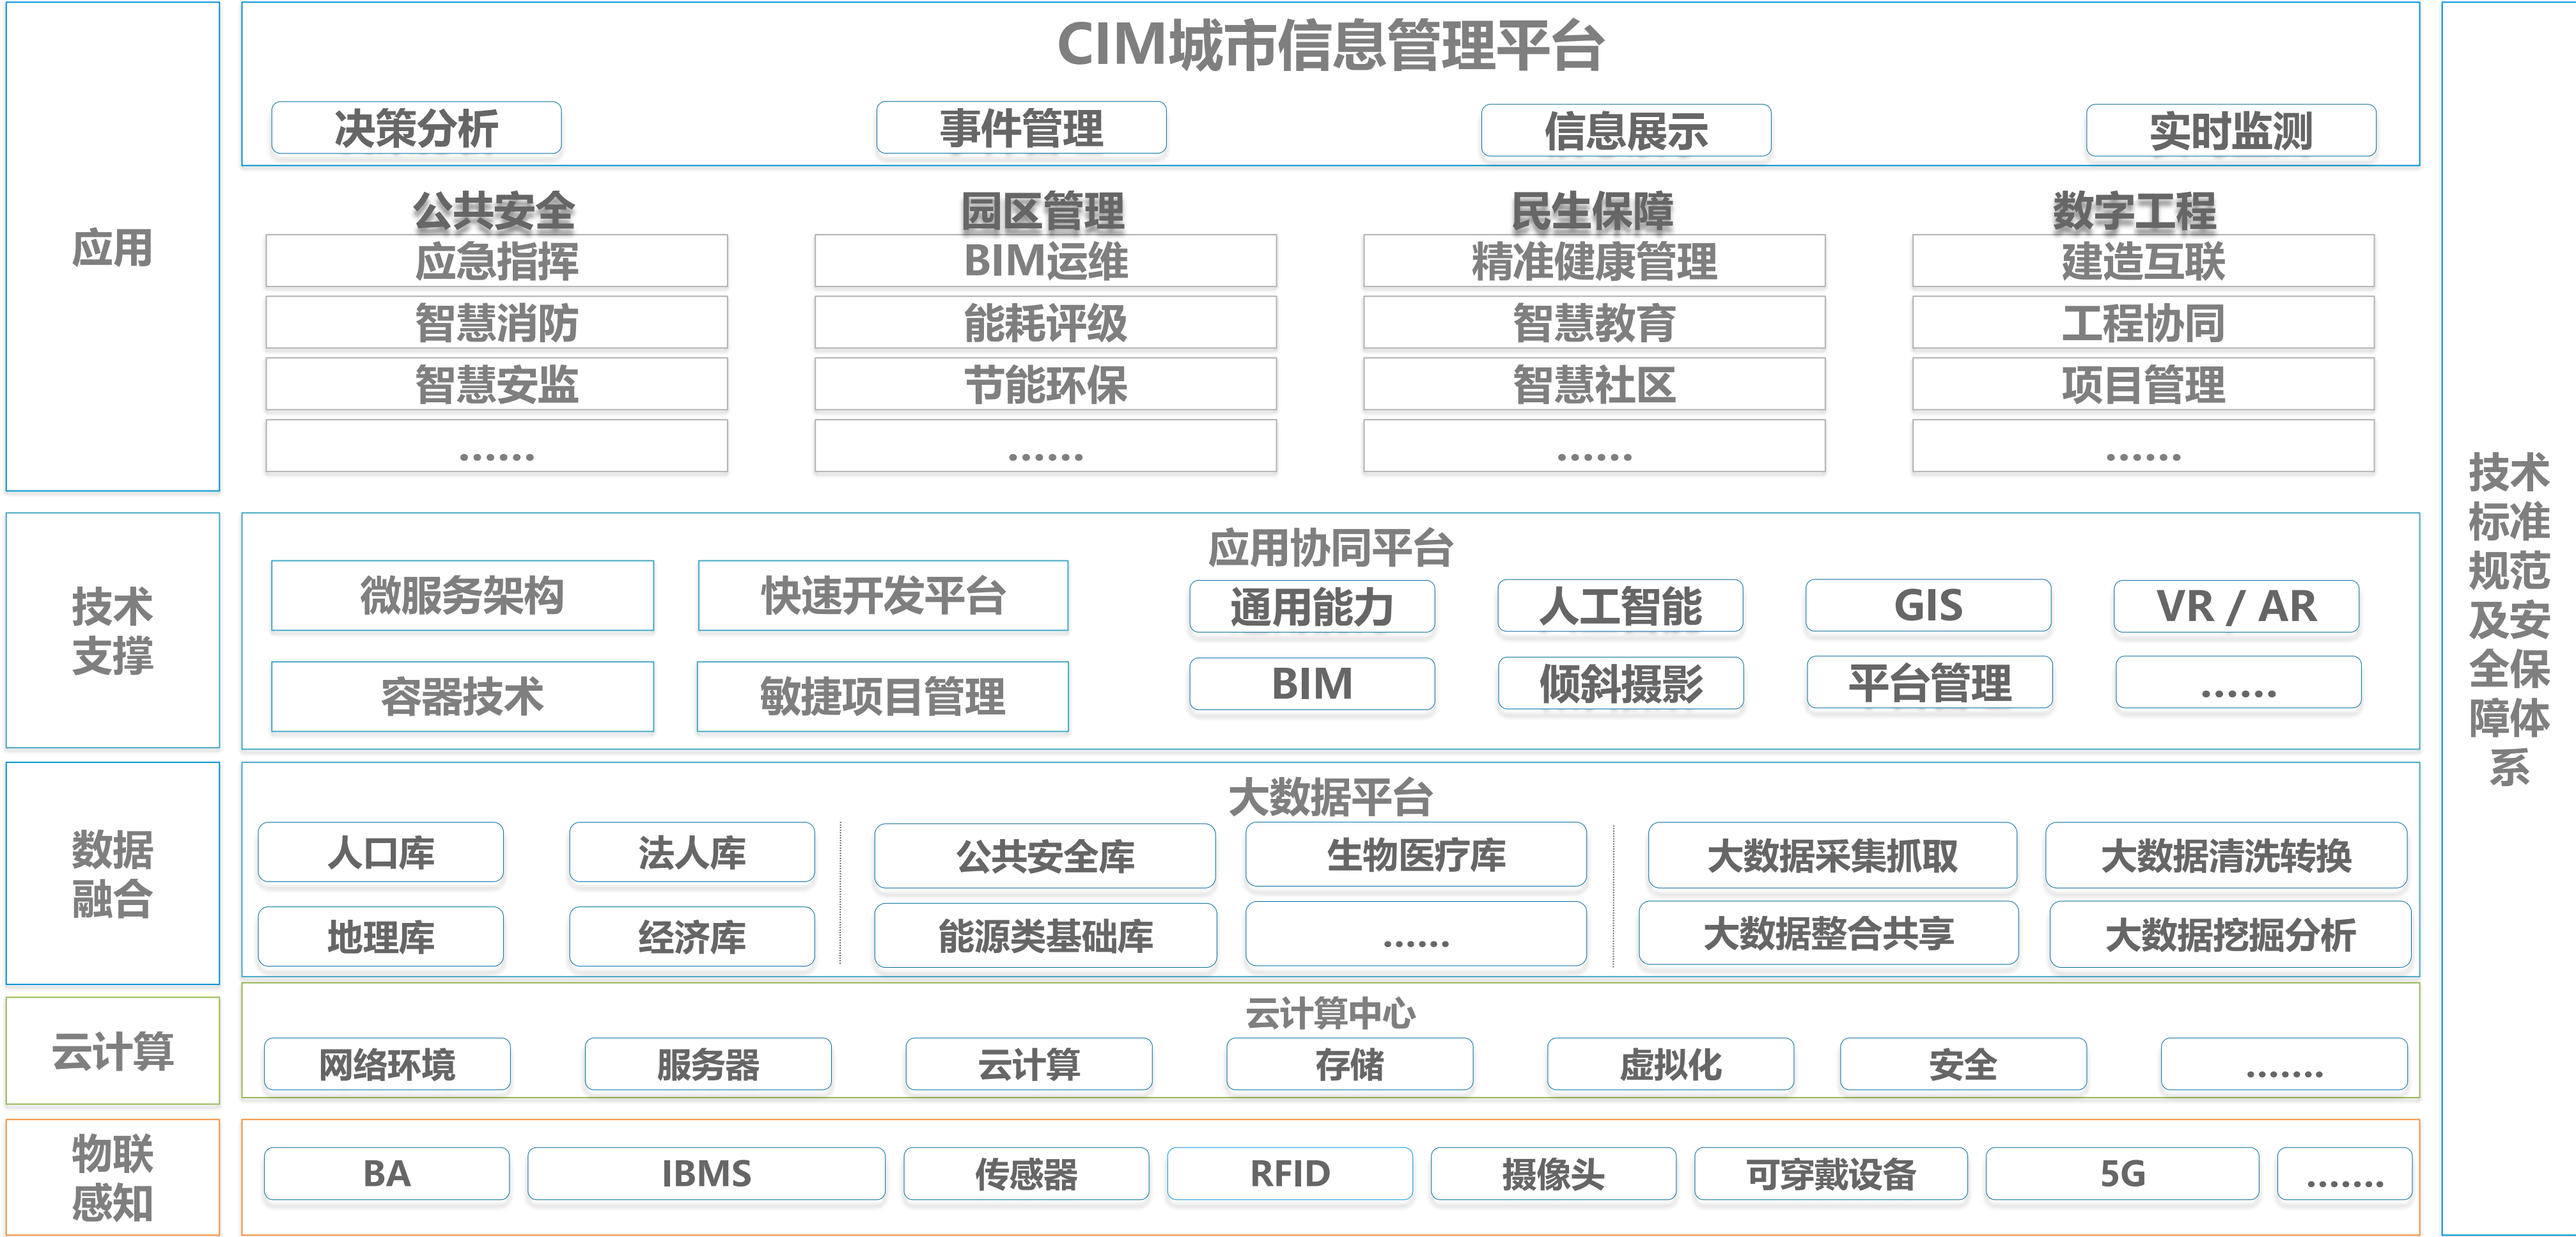 CIM城市信息管理平台
决策分析
事件管理
信息展示
实时监测
应用
公共安全
园区管理
民生保障
数字工程
应急指挥
BIM运维
精准健康管理
建造互联
智慧消防
能耗评级
智慧教育
工程协同
智慧安监
节能环保
智慧社区
项目管理
......
......
......
......
技术
支撑
应用协同平台
微服务架构
快速开发平台
通用能力
人工智能
GIS
VR / AR
容器技术
敏捷项目管理
BIM
倾斜摄影
平台管理
......
数据
融合
大数据平台
人口库
法人库
公共安全库
生物医疗库
大数据采集抓取
大数据清洗转换
地理库
经济库
能源类基础库
......
大数据整合共享
大数据挖掘分析
云计算
云计算中心
网络环境
服务器
云计算
存储
虚拟化
安全
.......
物联
感知
BA
IBMS
传感器
RFID
摄像头
可穿戴设备
5G
.......
技术
标准
规范
及安
全保
障体
系